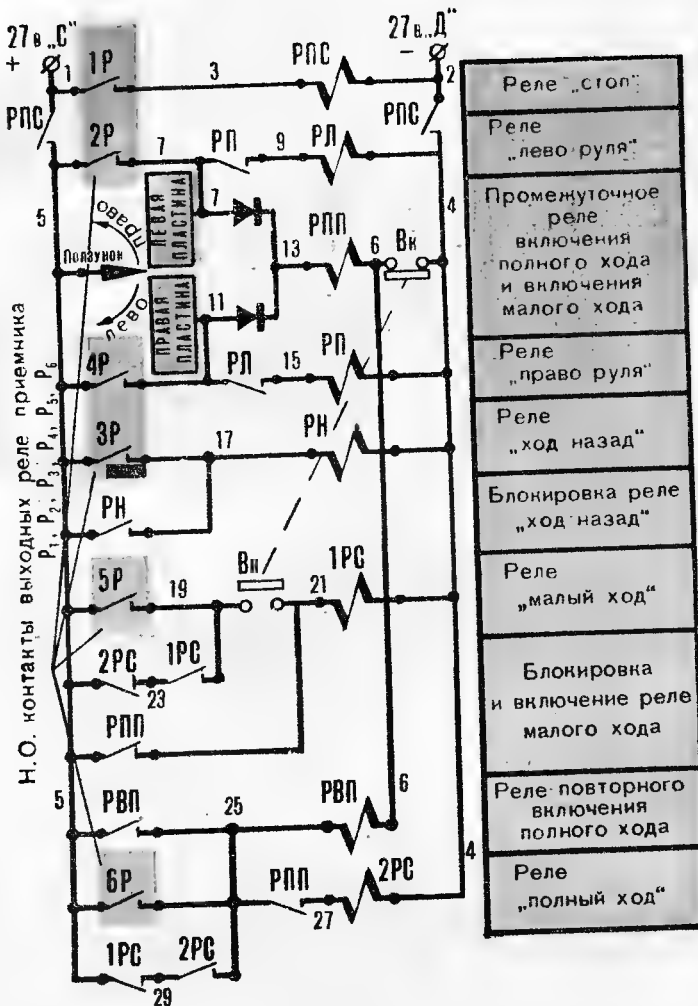 27 в „С"
+
27 в „Д"
−
1
1Р
3
РПС
2
РПС
РПС
2Р
7
РП
9
РЛ
5
право
ЛЕВАЯ
ПЛАСТИНА
7
РПП
4
Ползунок
13
6
Вк
лево
ПРАВАЯ
ПЛАСТИНА
11
4Р
РЛ
15
РП
3Р
17
РН
РН
5Р
19
Вк
21
1РС
2РС
1РС
23
РПП
5
РВП
25
РВП
6
4
6Р
РПП
27
2РС
1РС
2РС
29
Н.О. контакты выходных реле приемника
Р1, Р2, Р3, Р4, Р5, Р6
Реле „стоп"
Реле
„лево руля"
Промежуточное
реле
включения
полного хода
и включения
малого хода
Реле
„право руля"
Реле
„ход назад"
Блокировка реле
„ход назад"
Реле
„малый ход"
Блокировка
и включение реле
малого хода
Реле повторного
включения
полного хода
Реле
„полный ход"